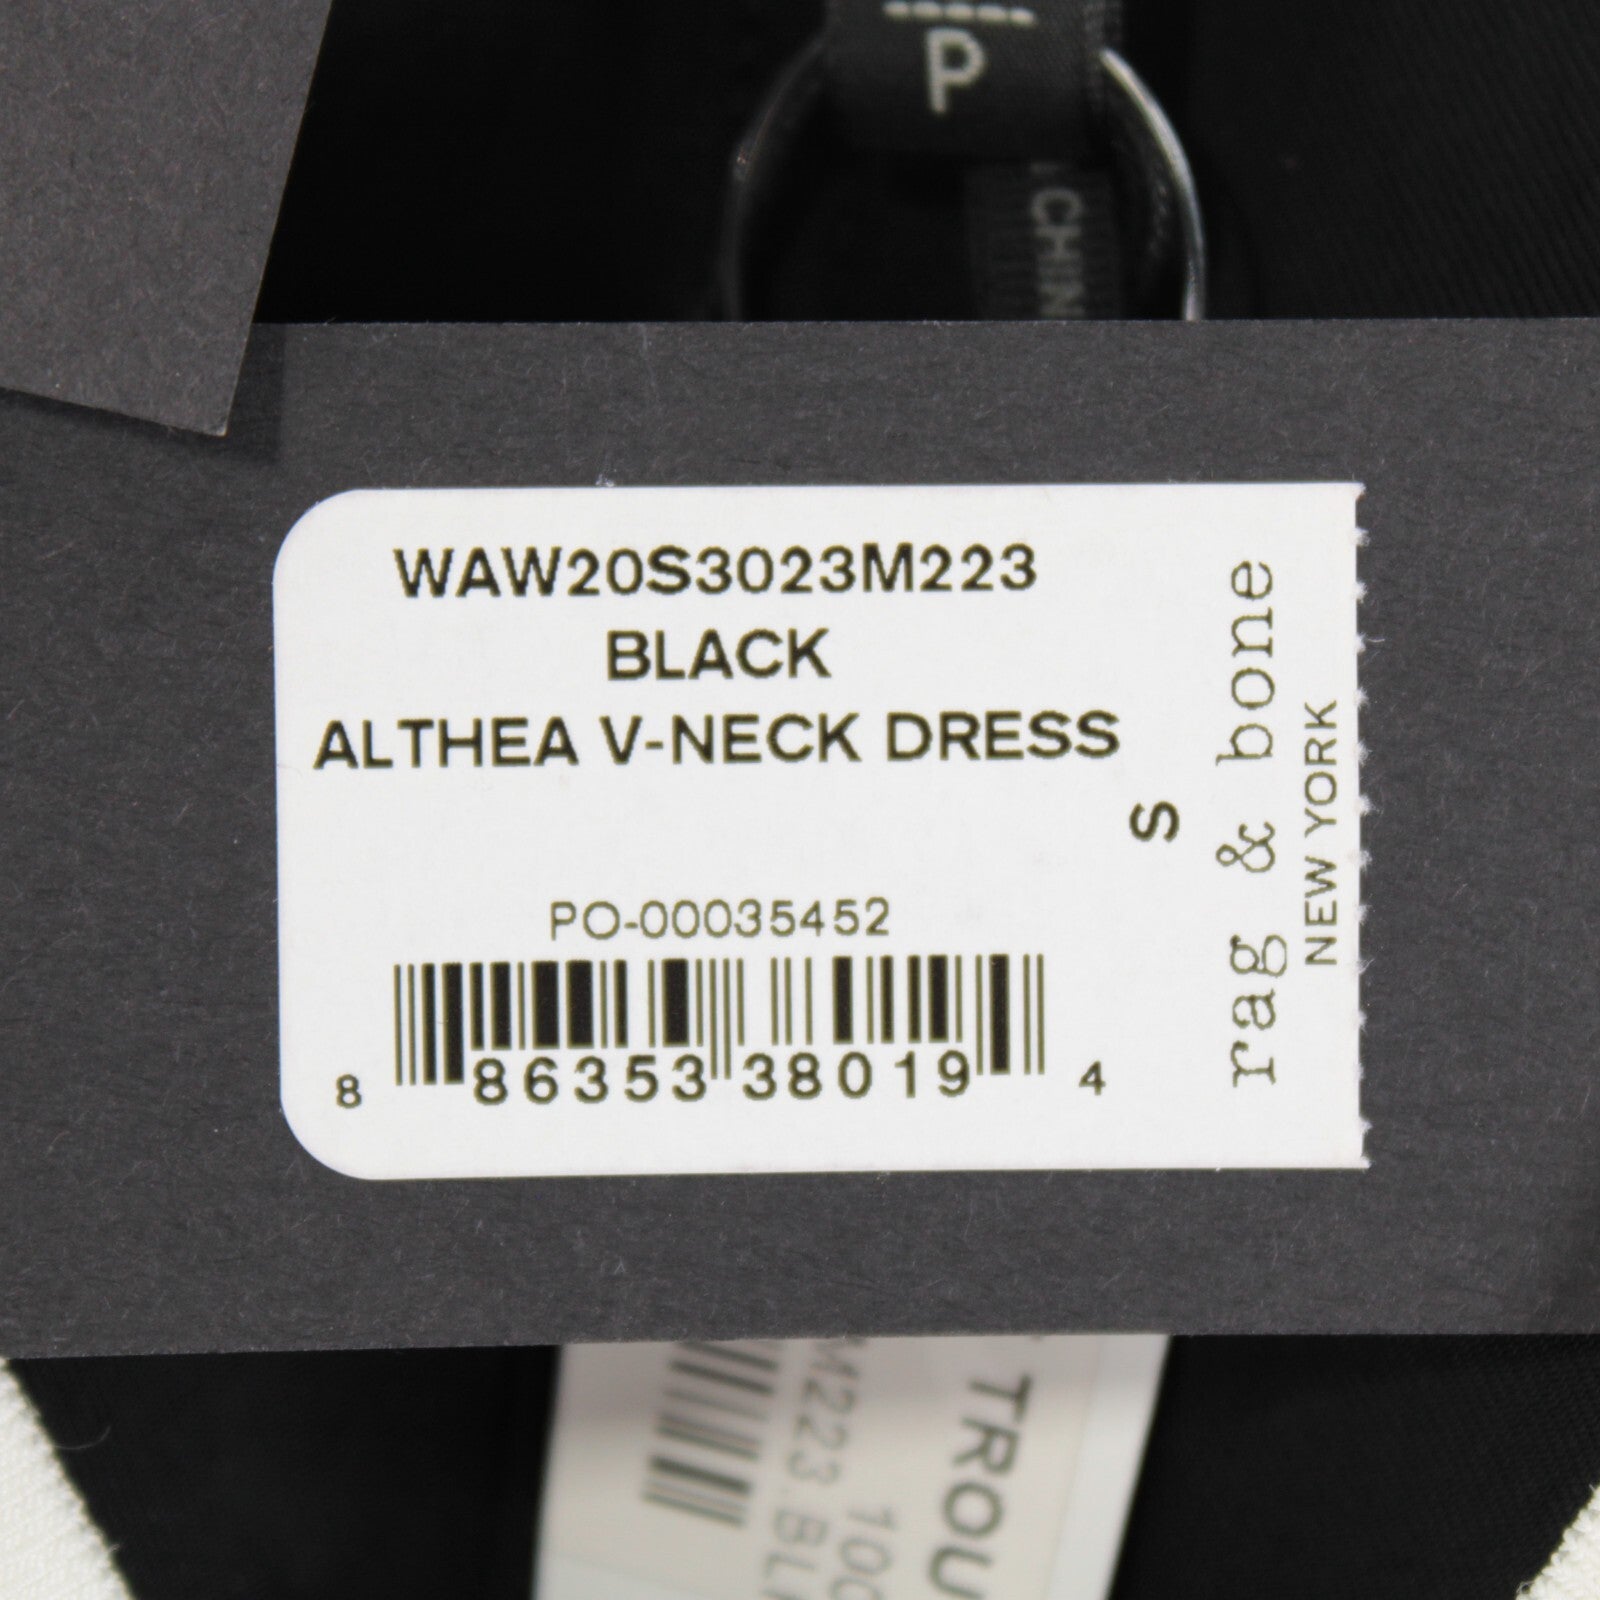 P
CHIN
WAW20S3023M223
BLACK
ALTHEA V-NECK DRESS
S
rag & bone
NEW YORK
PO-00035452
8 86353 38019 4
TROU
100
M223.BL